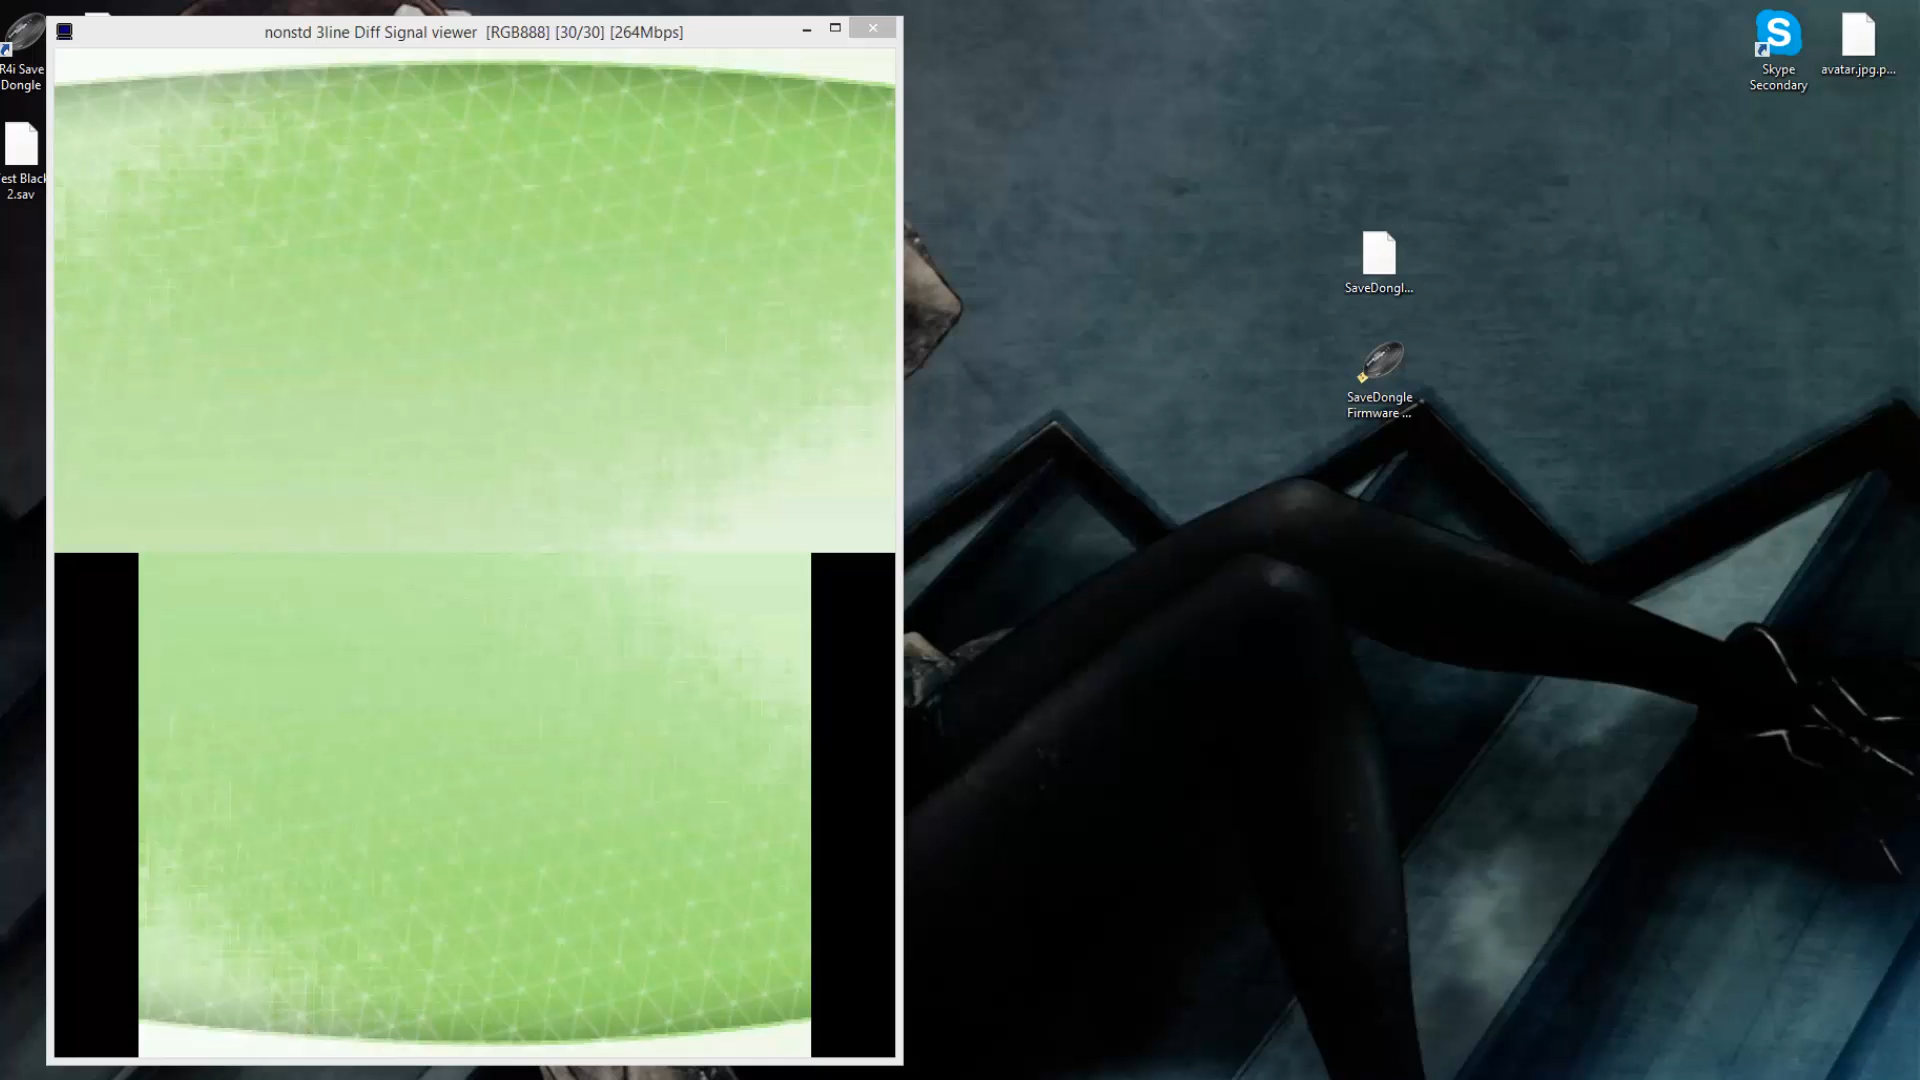 nonstd 3line Diff Signal viewer [RGB888] [30/30] [264Mbps]
R4i Save
Dongle
est Black
2.sav
Skype
Secondary
avatar.jpg.p...
SaveDongl...
SaveDongle
Firmware ...